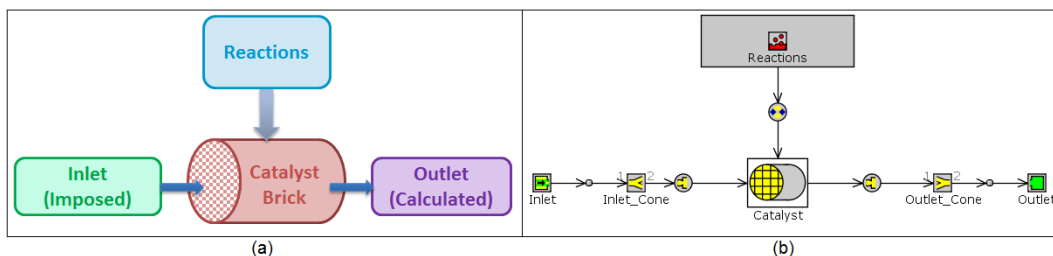 Reactions
Inlet
(Imposed)
Catalyst
Brick
Outlet
(Calculated)
(a)
Reactions
1 2
1 2
Inlet
Inlet_Cone
Catalyst
Outlet_Cone
Outlet
(b)